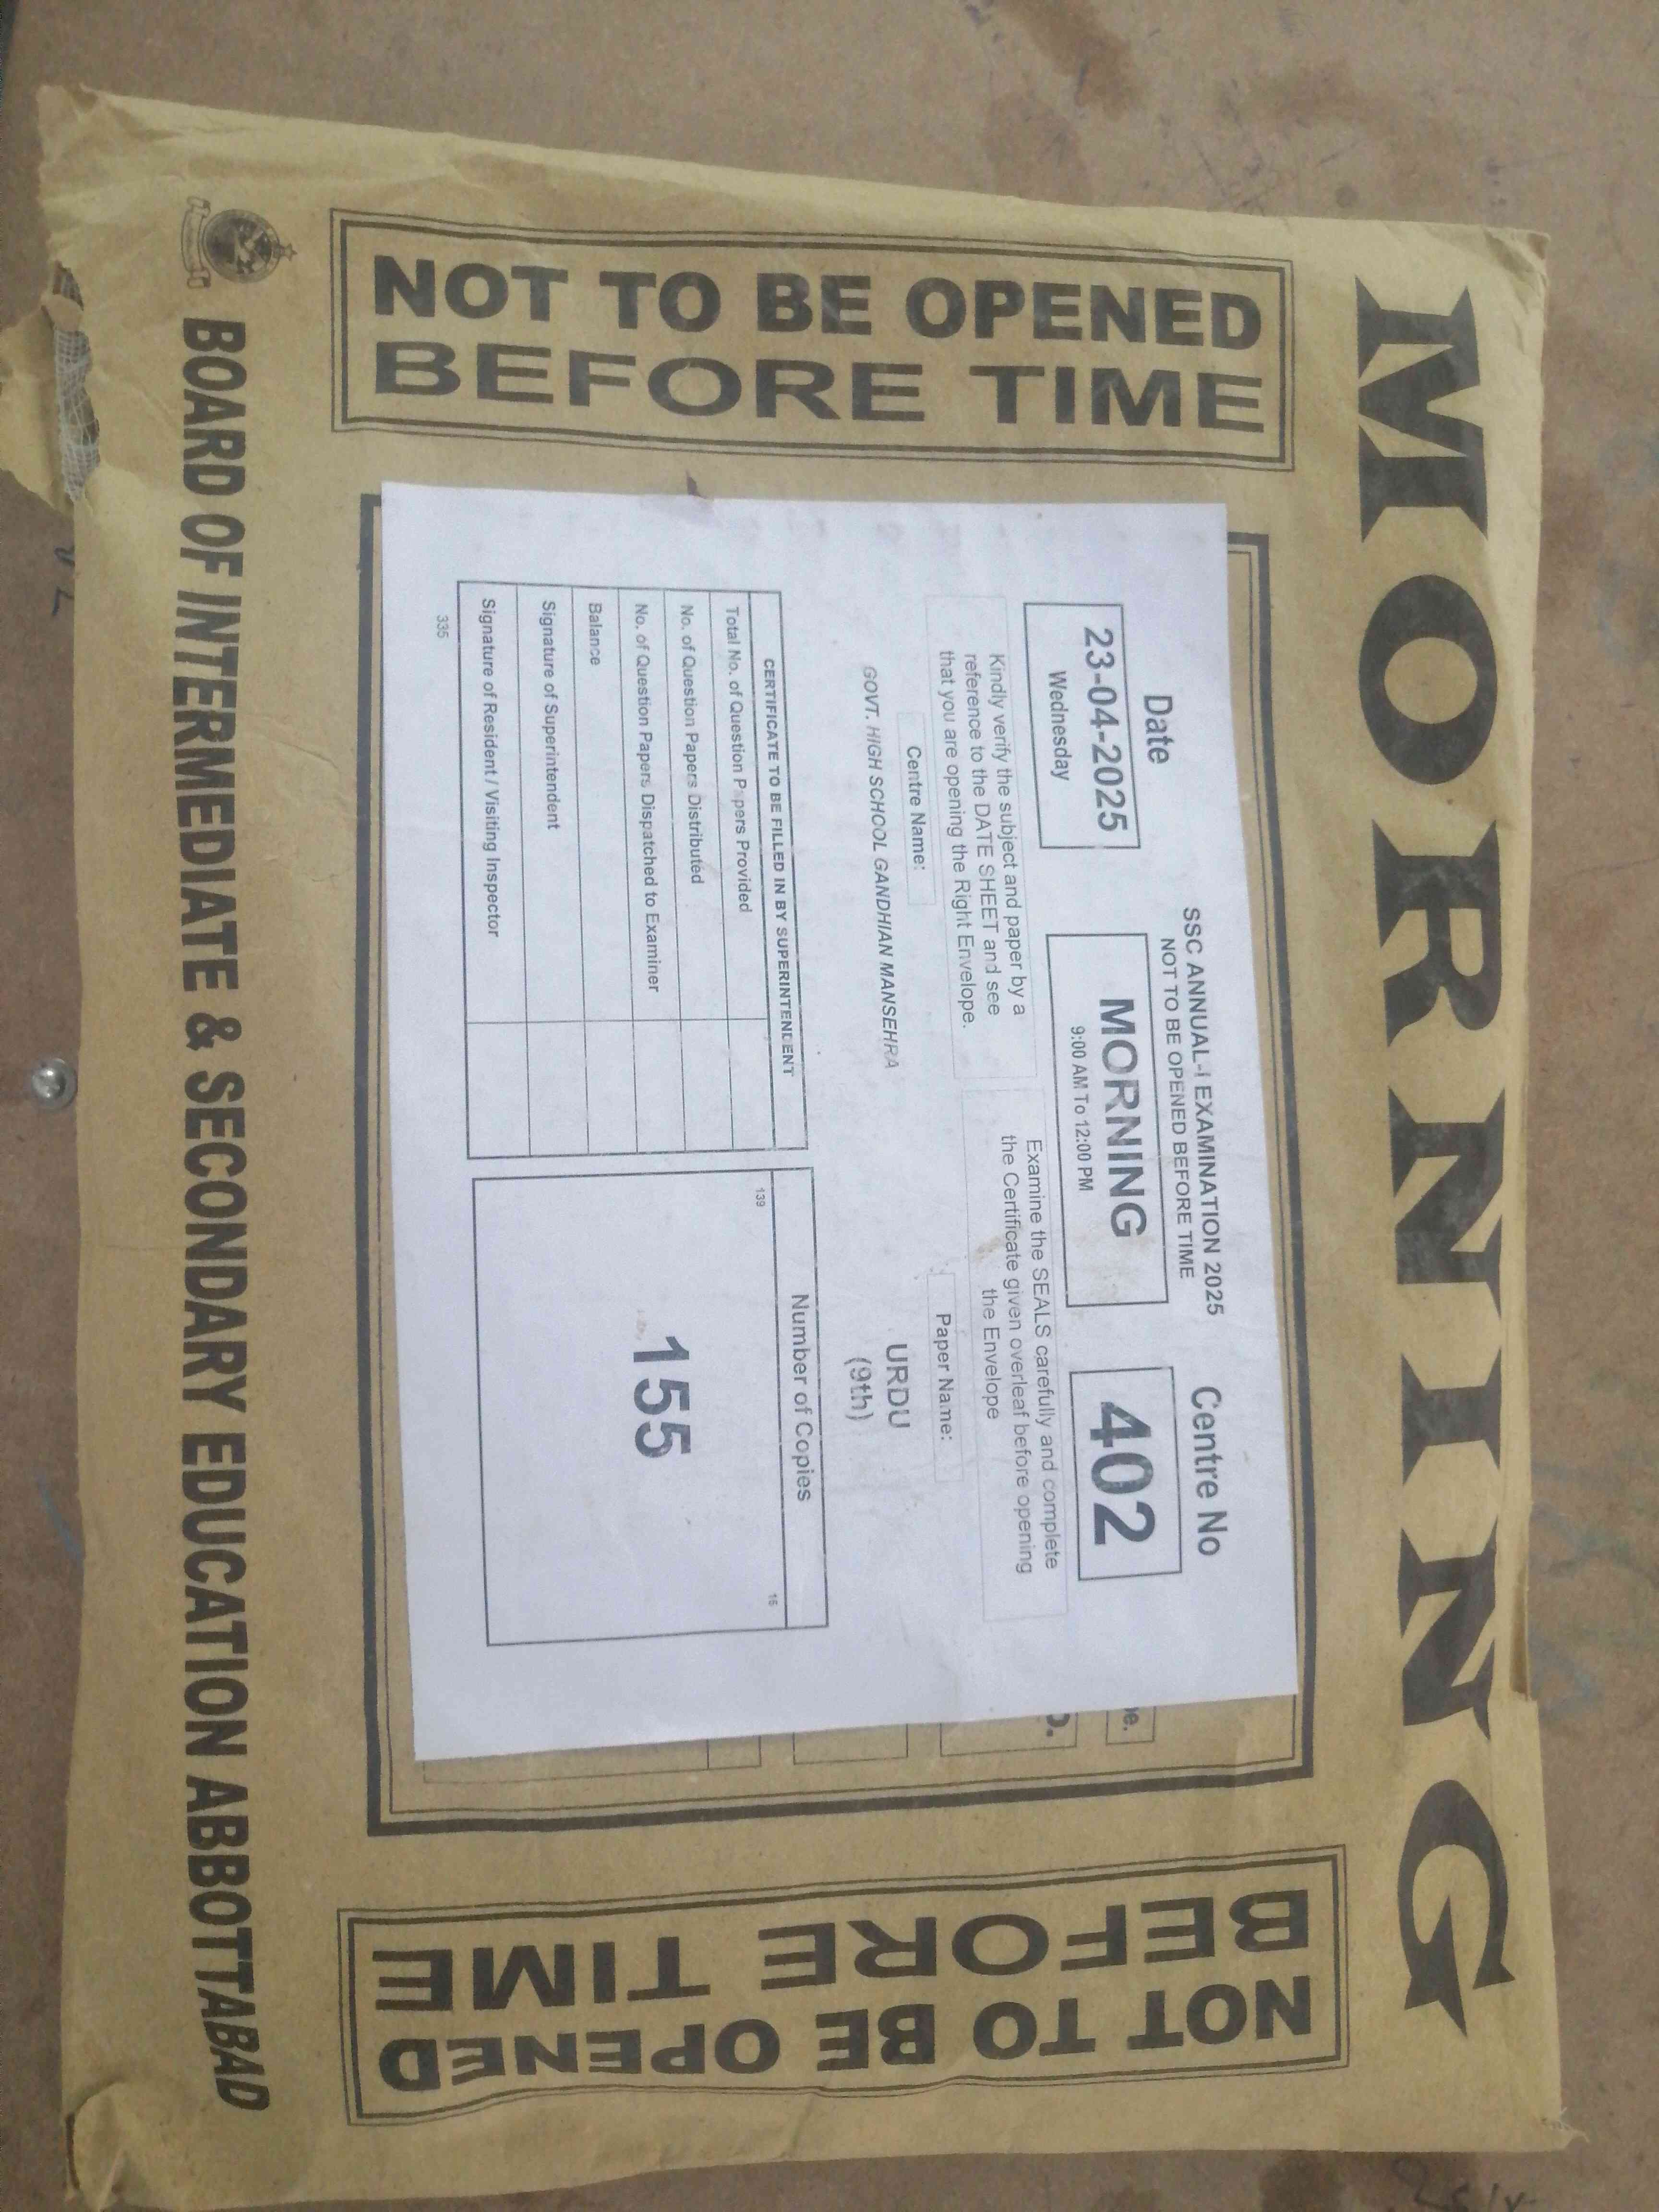 MORNING
NOT TO BE OPENED
BEFORE TIME
SSC ANNUAL-I EXAMINATION 2025
NOT TO BE OPENED BEFORE TIME
Date
23-04-2025
Wednesday
MORNING
9:00 AM To 12:00 PM
Centre No
402
Kindly verify the subject and paper by a
reference to the DATE SHEET and see
that you are opening the Right Envelope.
Examine the SEALS carefully and complete
the Certificate given overleaf before opening
the Envelope
Centre Name:
GOVT. HIGH SCHOOL GANDHIAN MANSEHRA
Paper Name:
URDU
(9th)
CERTIFICATE TO BE FILLED IN BY SUPERINTENDENT
Total No. of Question Papers Provided
No. of Question Papers Distributed
No. of Question Papers Dispatched to Examiner
Balance
Signature of Superintendent
Signature of Resident / Visiting Inspector
335
Number of Copies
139
16
155
NOT TO BE OPENED
BEFORE TIME
BOARD OF INTERMEDIATE & SECONDARY EDUCATION ABBOTTABAD